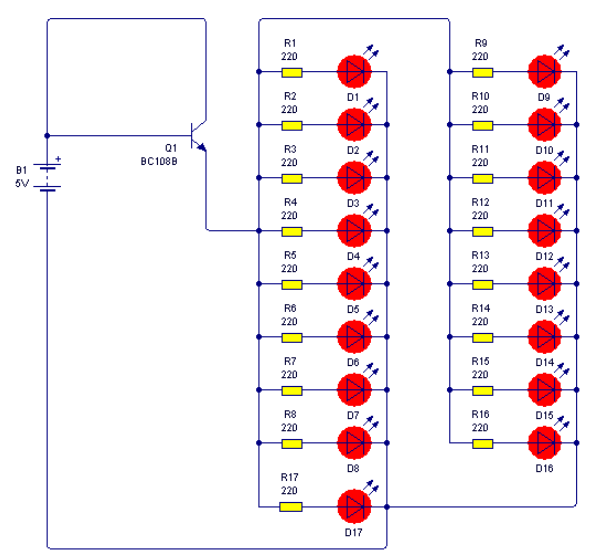 B1
5V
+
Q1
BC108B
R1
220
D1
R2
220
D2
R3
220
D3
R4
220
D4
R5
220
D5
R6
220
D6
R7
220
D7
R8
220
D8
R17
220
D17
R9
220
D9
R10
220
D10
R11
220
D11
R12
220
D12
R13
220
D13
R14
220
D14
R15
220
D15
R16
220
D16